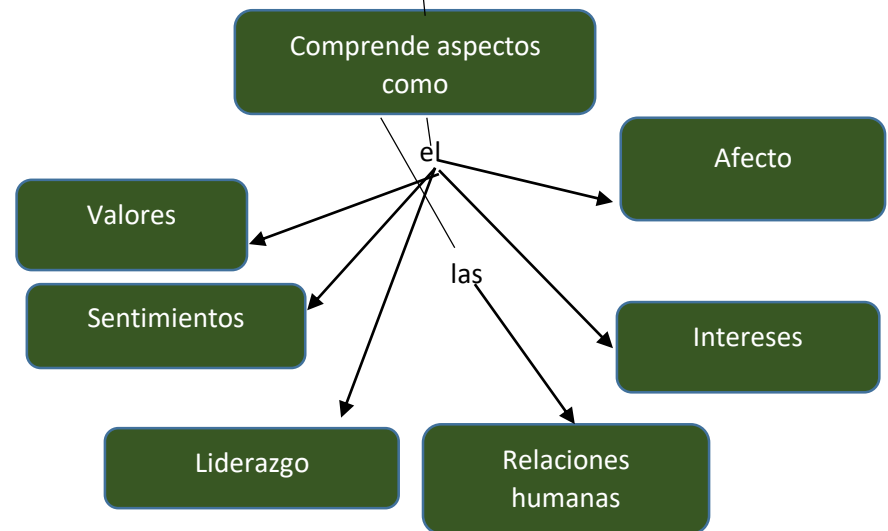 Comprende aspectos
como
el
Afecto
Valores
las
Sentimientos
Intereses
Liderazgo
Relaciones
humanas